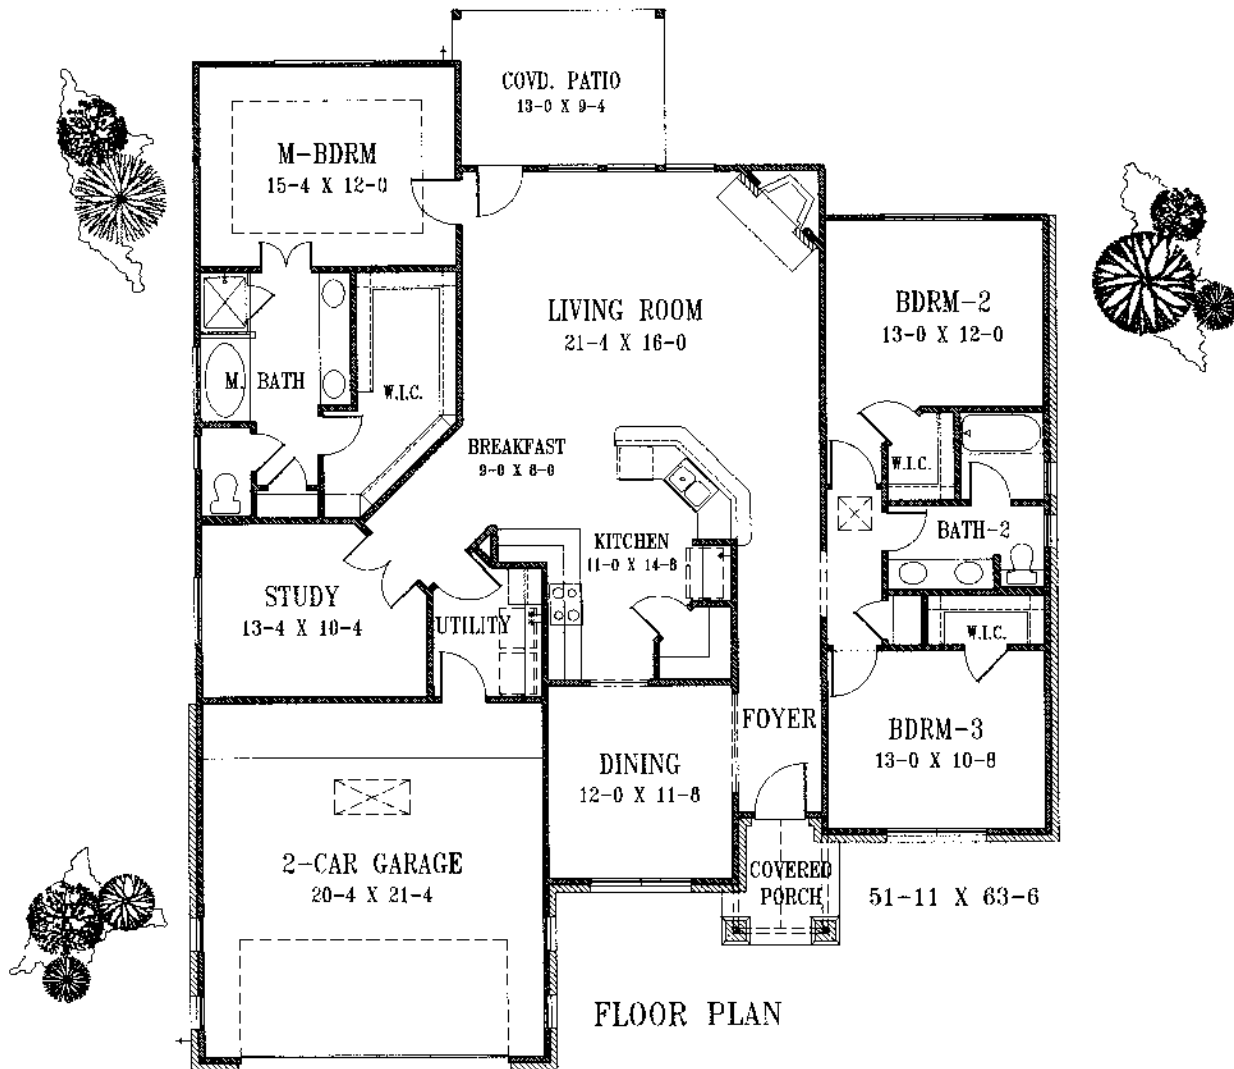 COVD. PATIO
13-0 X 9-4
M-BDRM
15-4 X 12-0
LIVING ROOM
21-4 X 16-0
BDRM-2
13-0 X 12-0
M. BATH
W.I.C.
BREAKFAST
9-0 X 8-0
W.I.C.
KITCHEN
11-0 X 14-8
BATH-2
STUDY
13-4 X 10-4
UTILITY
W.I.C.
FOYER
BDRM-3
13-0 X 10-8
DINING
12-0 X 11-8
2-CAR GARAGE
20-4 X 21-4
COVERED
PORCH
51-11 X 63-6
FLOOR PLAN